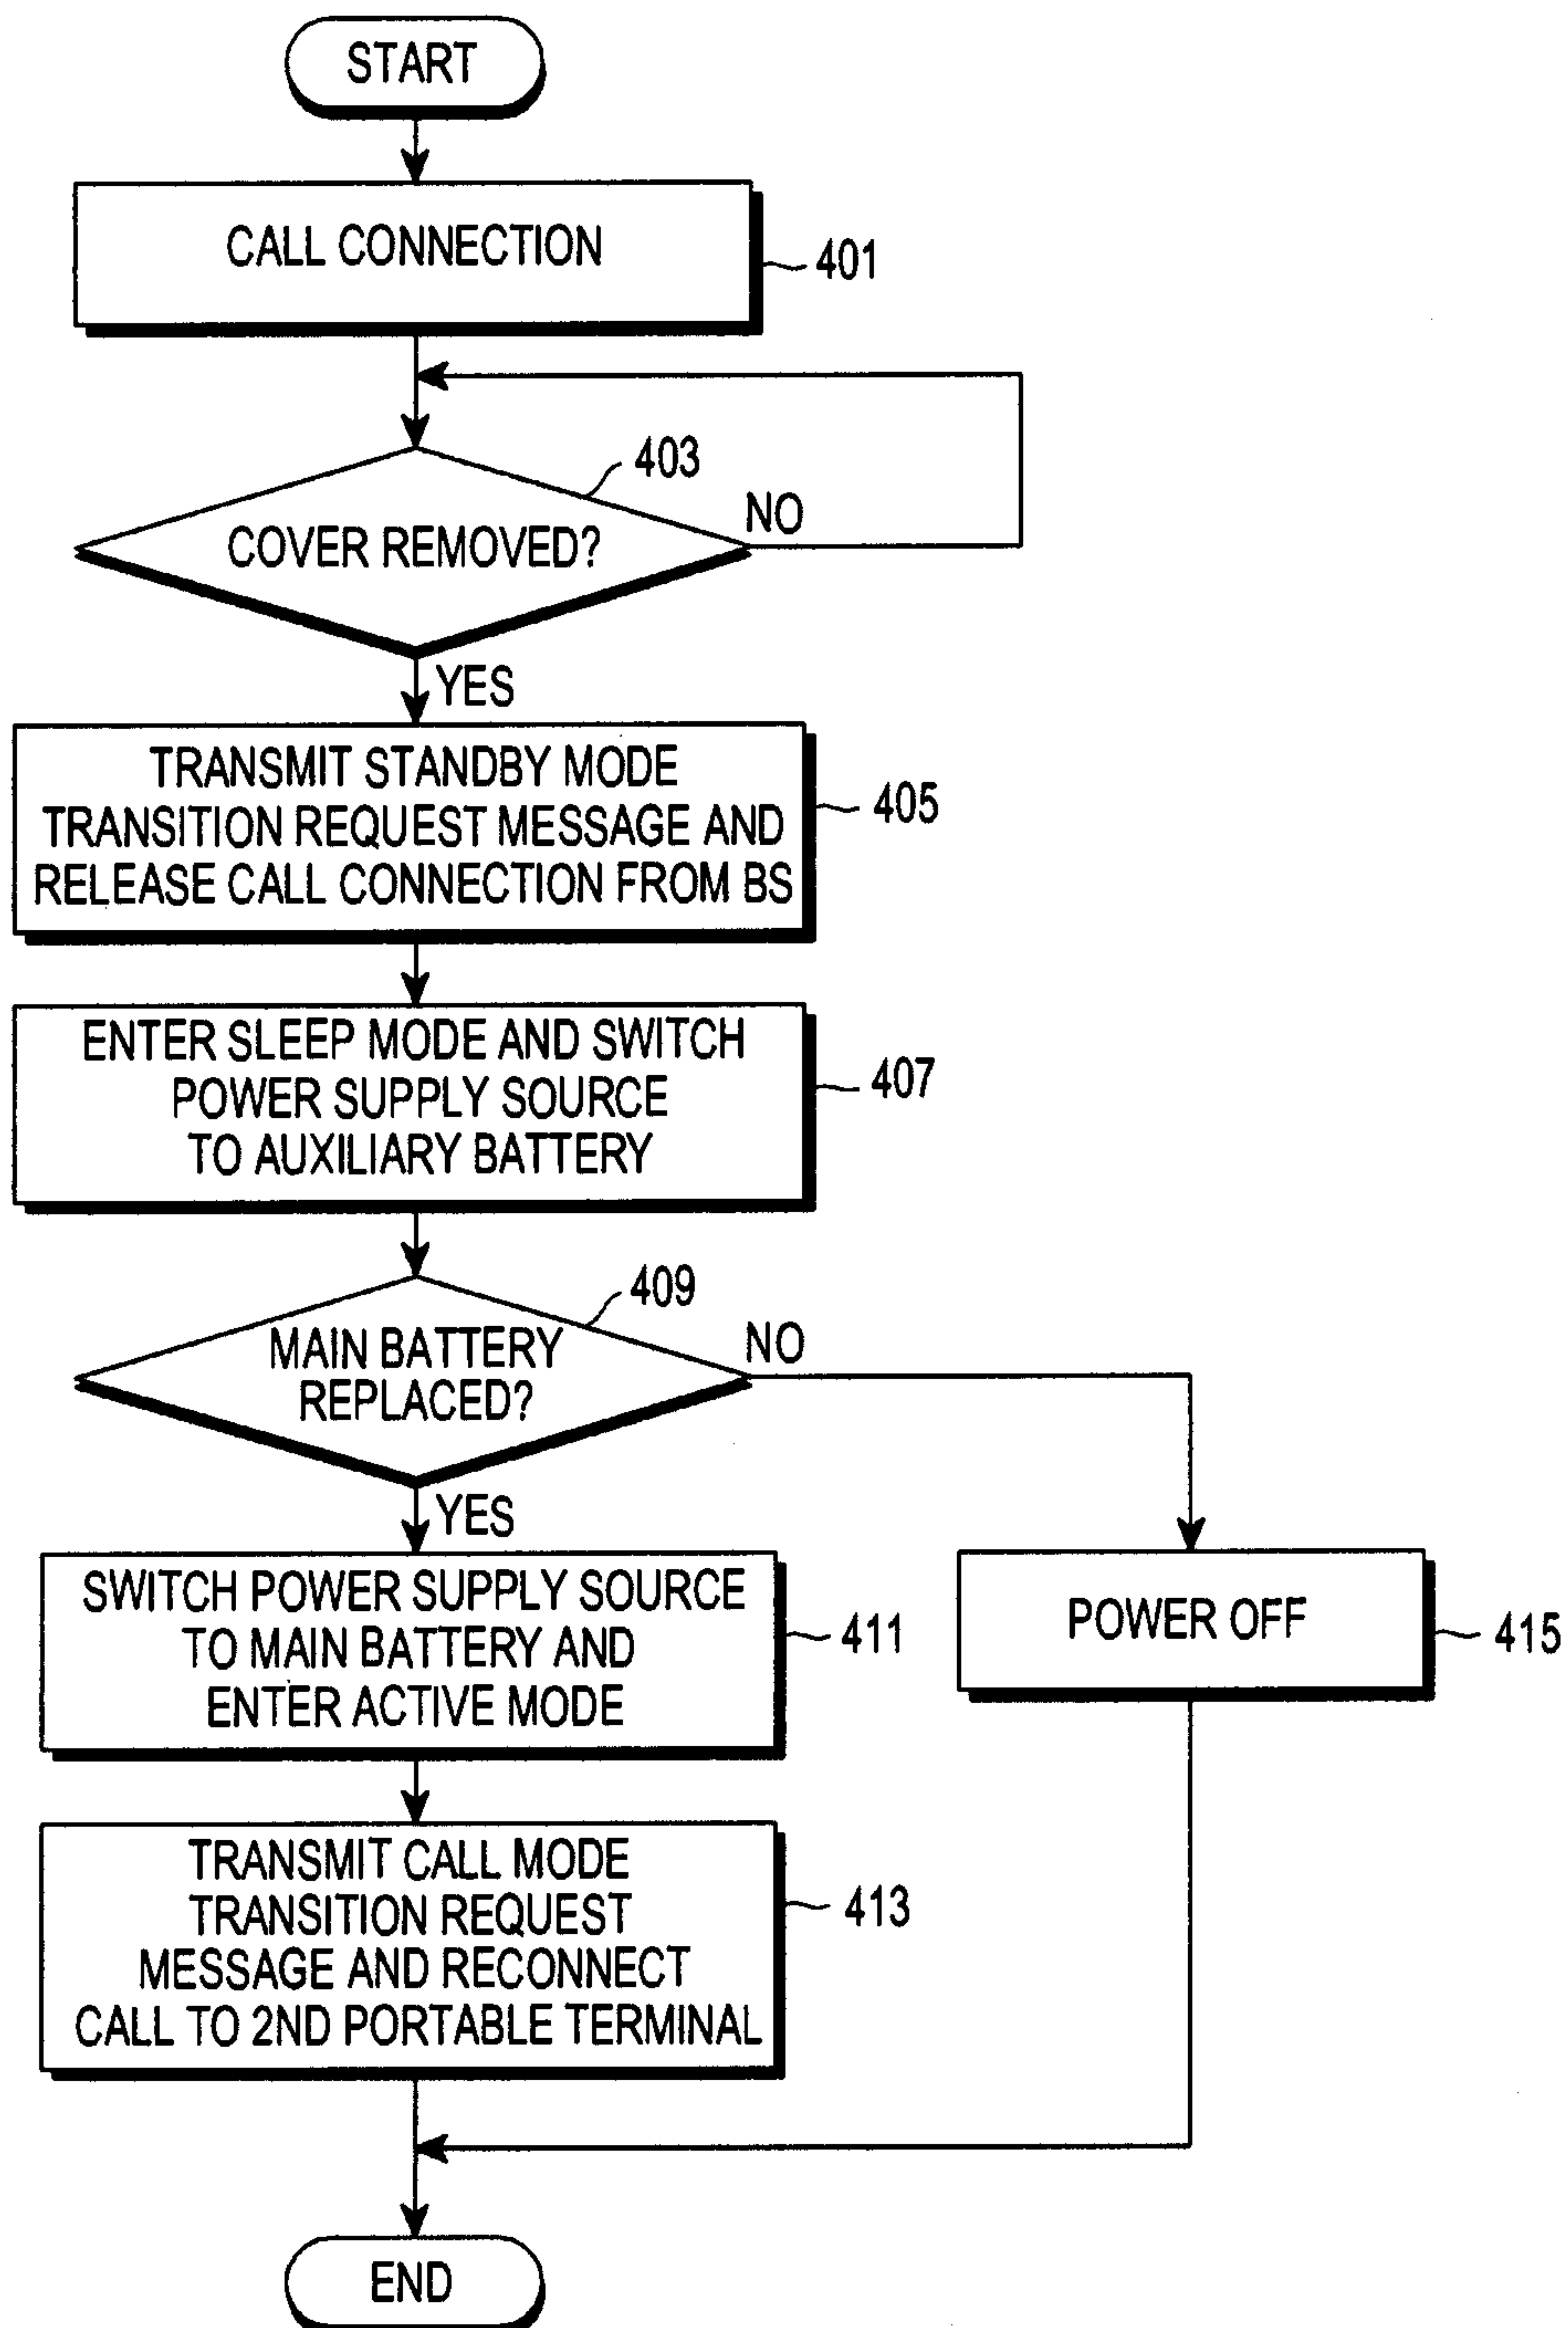 START
CALL CONNECTION
401
403
COVER REMOVED?
NO
YES
TRANSMIT STANDBY MODE
TRANSITION REQUEST MESSAGE AND
RELEASE CALL CONNECTION FROM BS
405
ENTER SLEEP MODE AND SWITCH
POWER SUPPLY SOURCE
TO AUXILIARY BATTERY
407
409
MAIN BATTERY
REPLACED?
NO
YES
SWITCH POWER SUPPLY SOURCE
TO MAIN BATTERY AND
ENTER ACTIVE MODE
411
POWER OFF
415
TRANSMIT CALL MODE
TRANSITION REQUEST
MESSAGE AND RECONNECT
CALL TO 2ND PORTABLE TERMINAL
413
END